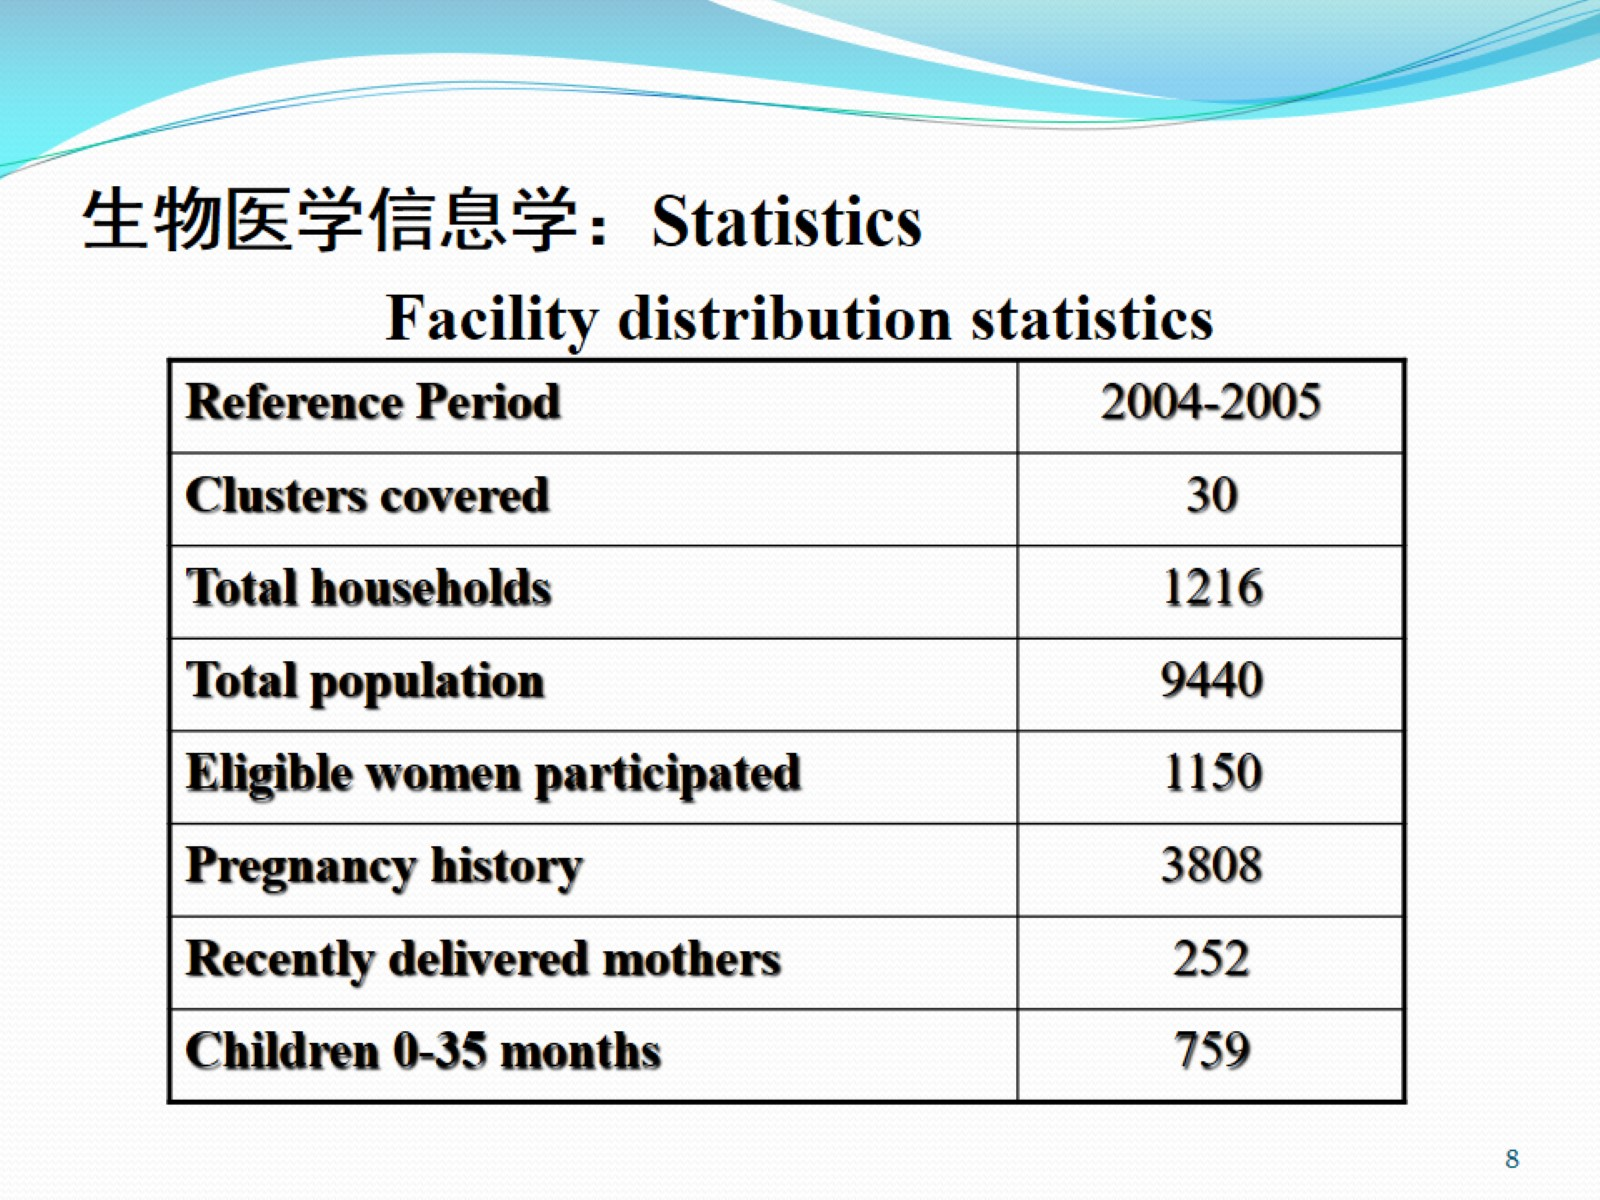 生物医学信息学：Statistics
Facility distribution statistics
Reference Period 2004-2005
Clusters covered 30
Total households 1216
Total population 9440
Eligible women participated 1150
Pregnancy history 3808
Recently delivered mothers 252
Children 0-35 months 759
8